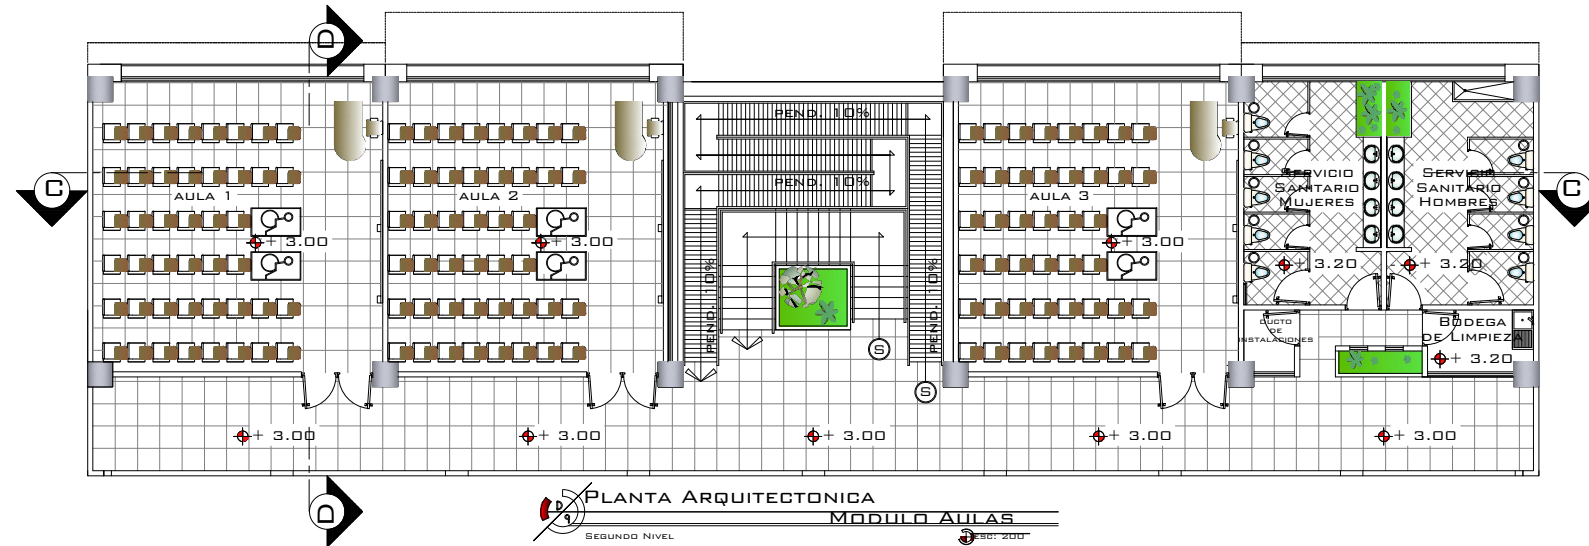 D
PEND. 10%
C
AULA 1
AULA 2
PEND. 10%
AULA 3
SERVICIO
SANITARIO
MUJERES
SERVICIO
SANITARIO
HOMBRES
C
+ 3.00
+ 3.00
+ 3.00
+ 3.20
+ 3.20
PEND. 10%
PEND. 10%
DUCTO
DE
INSTALACIONES
BODEGA
DE LIMPIEZA
+ 3.20
S
S
+ 3.00
+ 3.00
+ 3.00
+ 3.00
+ 3.00
D
D
9
PLANTA ARQUITECTONICA
MODULO AULAS
SEGUNDO NIVEL
ESC: 200